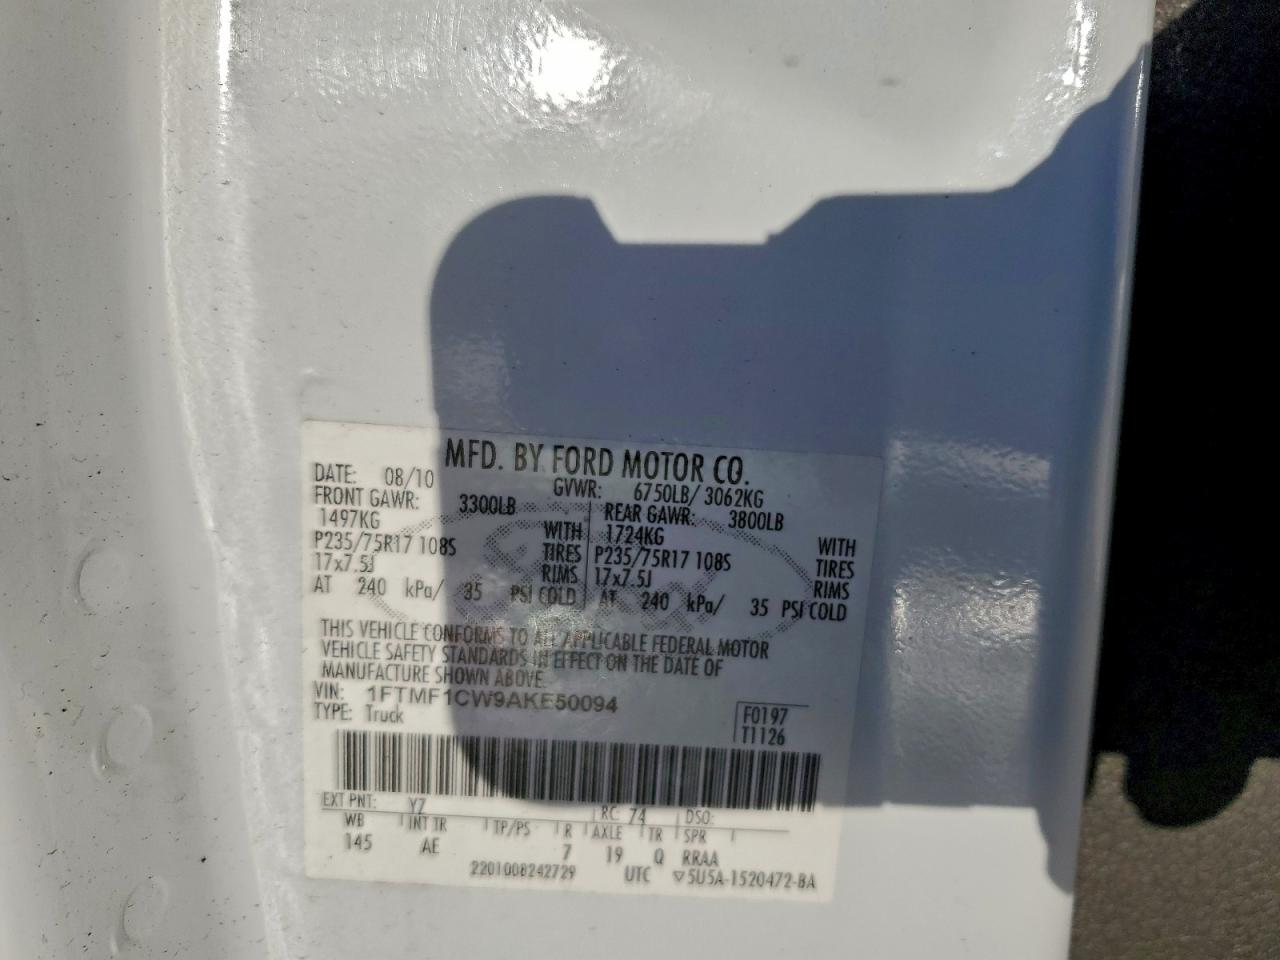 MFD. BY FORD MOTOR CO.
DATE: 08/10 GVWR: 6750LB/ 3062KG
FRONT GAWR: 3300LB REAR GAWR: 3800LB
1497KG WITH 1724KG WITH
P235/75R17 108S TIRES P235/75R17 108S TIRES
17x7.5J RIMS 17x7.5J RIMS
AT 240 kPa/ 35 PSI COLD AT 240 kPa/ 35 PSI COLD
THIS VEHICLE CONFORMS TO ALL APPLICABLE FEDERAL MOTOR
VEHICLE SAFETY STANDARDS IN EFFECT ON THE DATE OF
MANUFACTURE SHOWN ABOVE.
VIN: 1FTMF1CW9AKE50094
TYPE: Truck
F0197
T1126
EXT PNT: YZ RC 74 DSO:
WB INT TR TP/PS R AXLE TR SPR
145 AE 7 19 Q RRAA
2201008242729 UTC ▽5U5A-1520472-BA